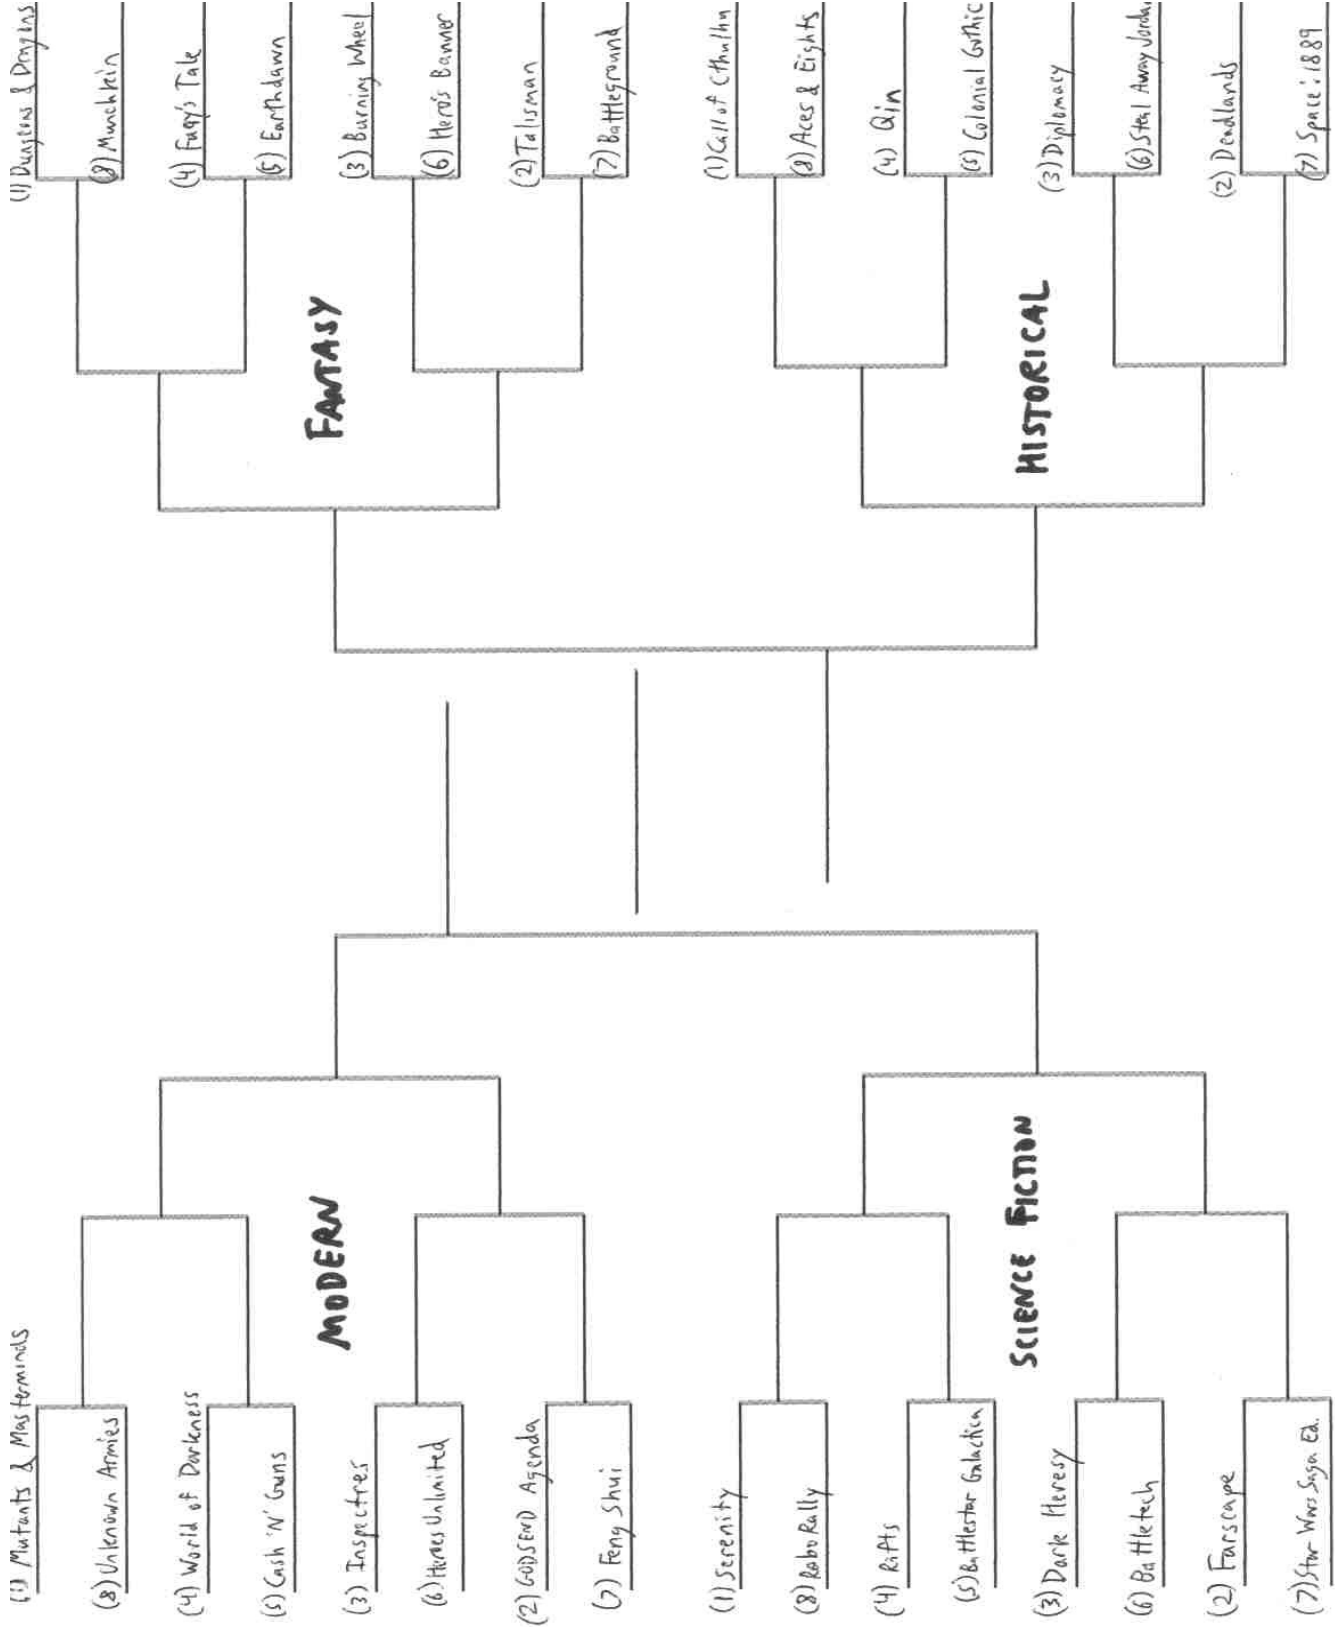 (1) Mutants & Masterminds
(8) Unknown Armies
(4) World of Darkness
(5) Cash 'N' Guns
(3) Inspectres
(6) Heroes Unlimited
(2) GODSEND Agenda
(7) Feng Shui
MODERN
(1) Serenity
(8) Robo Rally
(4) Rifts
(5) Battlestar Galactica
(3) Dark Heresy
(6) Battletech
(2) Farscape
(7) Star Wars Saga Ed.
SCIENCE FICTION
(1) Dungeons & Dragons
(8) Munchkin
(4) Faery's Tale
(5) Earthdawn
(3) Burning Wheel
(6) Hero's Banner
(2) Talisman
(7) Battleground
FANTASY
(1) Call of Cthulhu
(8) Aces & Eights
(4) Qin
(5) Colonial Gothic
(3) Diplomacy
(6) Steal Away Jordan
(2) Deadlands
(7) Space: 1889
HISTORICAL